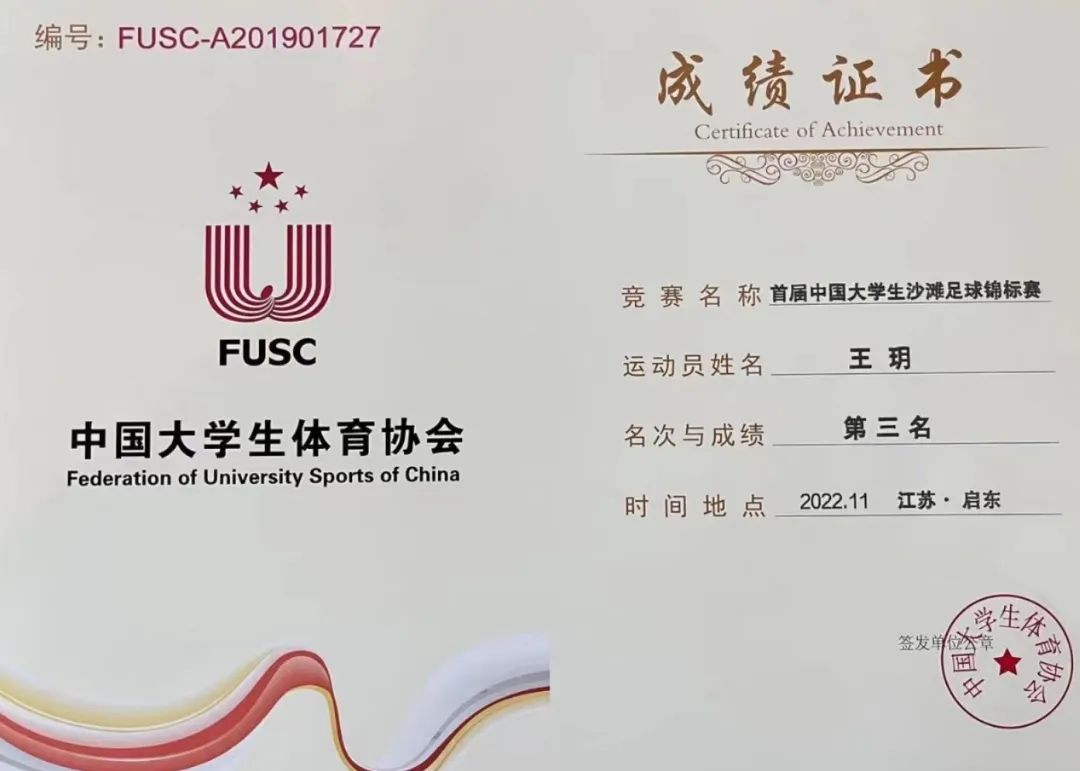 编号：FUSC-A201901727
FUSC
中国大学生体育协会
Federation of University Sports of China
成绩证书
Certificate of Achievement
竞赛名称 首届中国大学生沙滩足球锦标赛
运动员姓名 王玥
名次与成绩 第三名
时间地点 2022.11 江苏·启东
签发单位公章
中国大学生体育协会